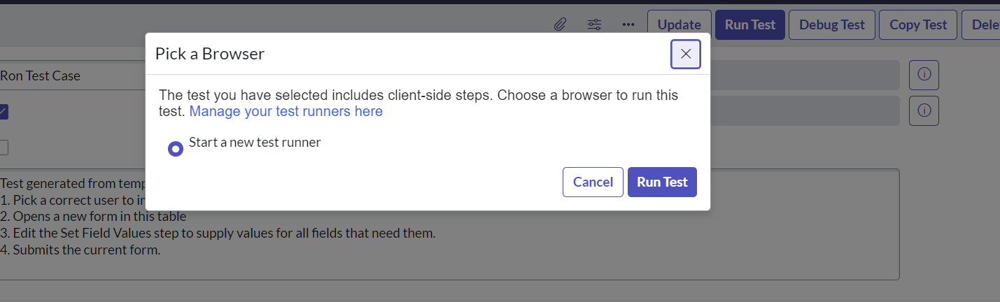 Update Run Test Debug Test Copy Test Dele
Pick a Browser
Ron Test Case
The test you have selected includes client-side steps. Choose a browser to run this
test. Manage your test runners here
Start a new test runner
Cancel Run Test
Test generated from temp
1. Pick a correct user to in
2. Opens a new form in this table
3. Edit the Set Field Values step to supply values for all fields that need them.
4. Submits the current form.